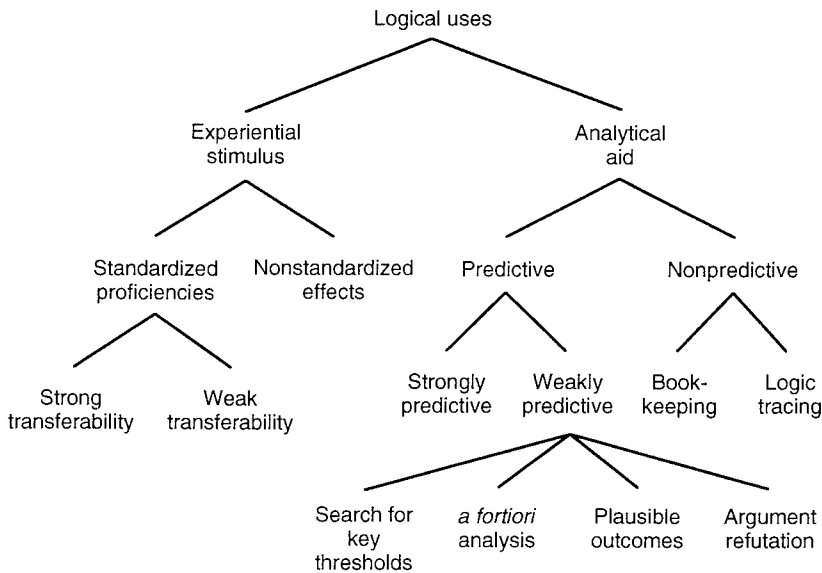 Logical uses
Experiential
stimulus
Analytical
aid
Standardized
proficiencies
Nonstandardized
effects
Predictive
Nonpredictive
Strong
transferability
Weak
transferability
Strongly
predictive
Weakly
predictive
Book-
keeping
Logic
tracing
Search for
key
thresholds
a fortiori
analysis
Plausible
outcomes
Argument
refutation